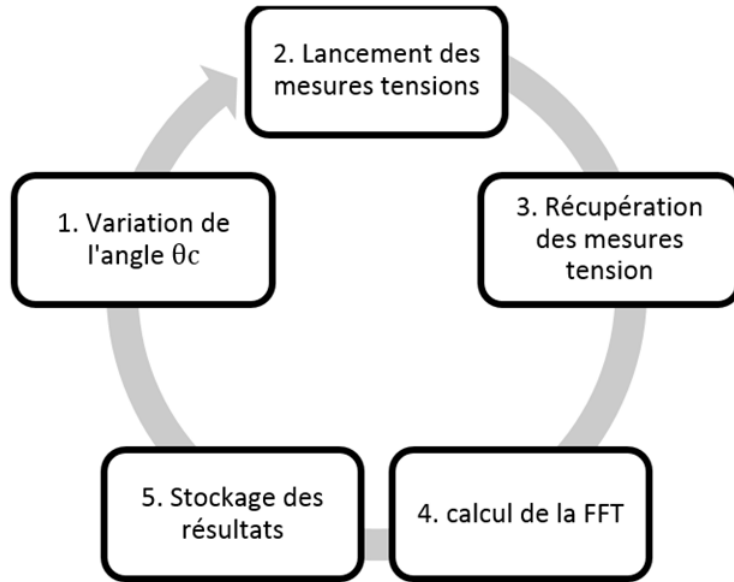 2. Lancement des
mesures tensions
1. Variation de
l'angle θc
3. Récupération
des mesures
tension
5. Stockage des
résultats
4. calcul de la FFT